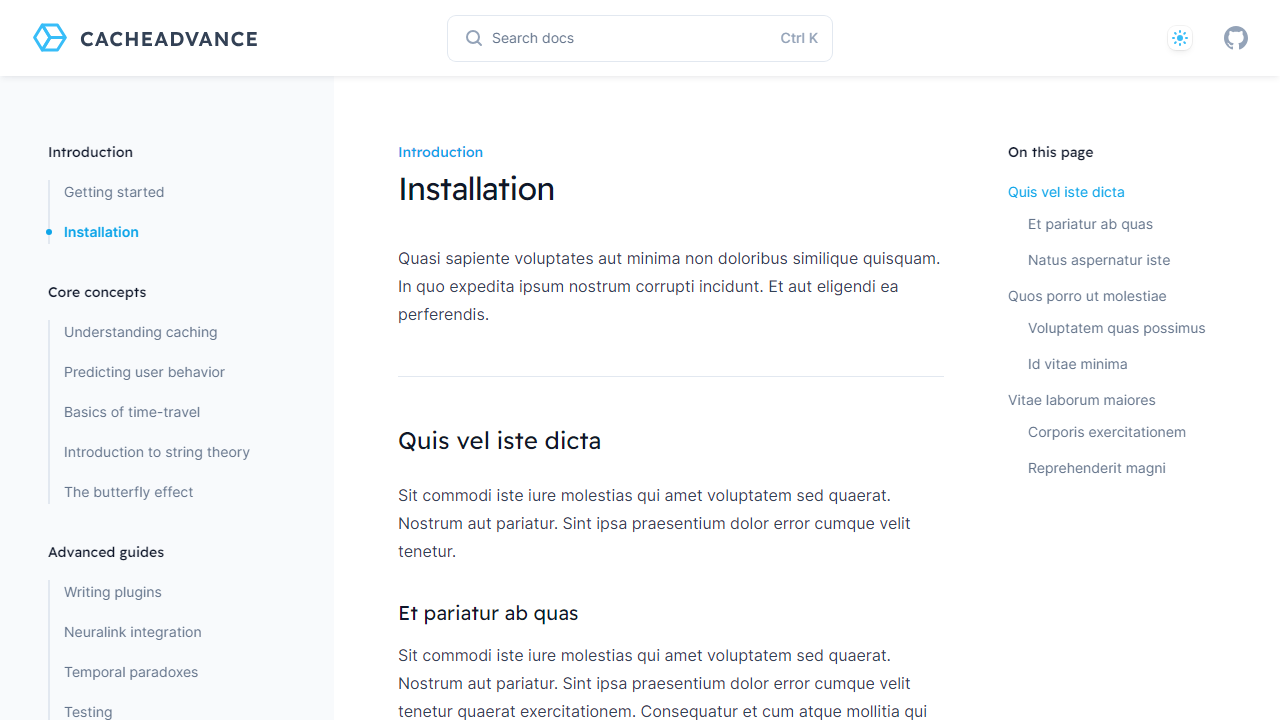 CACHEADVANCE
Search docs
Ctrl K
Introduction
Getting started
Installation
Core concepts
Understanding caching
Predicting user behavior
Basics of time-travel
Introduction to string theory
The butterfly effect
Advanced guides
Writing plugins
Neuralink integration
Temporal paradoxes
Testing
Introduction
Installation
Quasi sapiente voluptates aut minima non doloribus similique quisquam.
In quo expedita ipsum nostrum corrupti incidunt. Et aut eligendi ea
perferendis.
Quis vel iste dicta
Sit commodi iste iure molestias qui amet voluptatem sed quaerat.
Nostrum aut pariatur. Sint ipsa praesentium dolor error cumque velit
tenetur.
Et pariatur ab quas
Sit commodi iste iure molestias qui amet voluptatem sed quaerat.
Nostrum aut pariatur. Sint ipsa praesentium dolor error cumque velit
tenetur quaerat exercitationem. Consequatur et cum atque mollitia qui
On this page
Quis vel iste dicta
Et pariatur ab quas
Natus aspernatur iste
Quos porro ut molestiae
Voluptatem quas possimus
Id vitae minima
Vitae laborum maiores
Corporis exercitationem
Reprehenderit magni